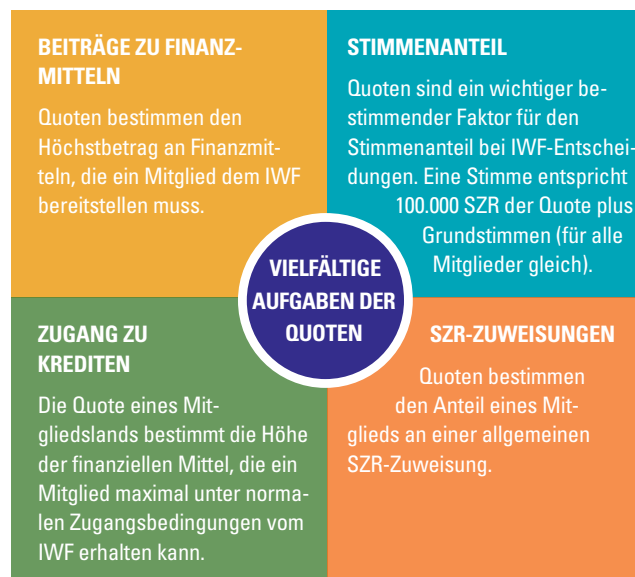 BEITRÄGE ZU FINANZ-
MITTELN
Quoten bestimmen den
Höchstbetrag an Finanzmit-
teln, die ein Mitglied dem IWF
bereitstellen muss.
STIMMENANTEIL
Quoten sind ein wichtiger be-
stimmender Faktor für den
Stimmenanteil bei IWF-Entschei-
dungen. Eine Stimme entspricht
100.000 SZR der Quote plus
Grundstimmen (für alle
Mitglieder gleich).
VIELFÄLTIGE
AUFGABEN DER
QUOTEN
ZUGANG ZU
KREDITEN
Die Quote eines Mit-
gliedslands bestimmt die Höhe
der finanziellen Mittel, die ein
Mitglied maximal unter norma-
len Zugangsbedingungen vom
IWF erhalten kann.
SZR-ZUWEISUNGEN
Quoten bestimmen
den Anteil eines Mit-
glieds an einer allgemeinen
SZR-Zuweisung.